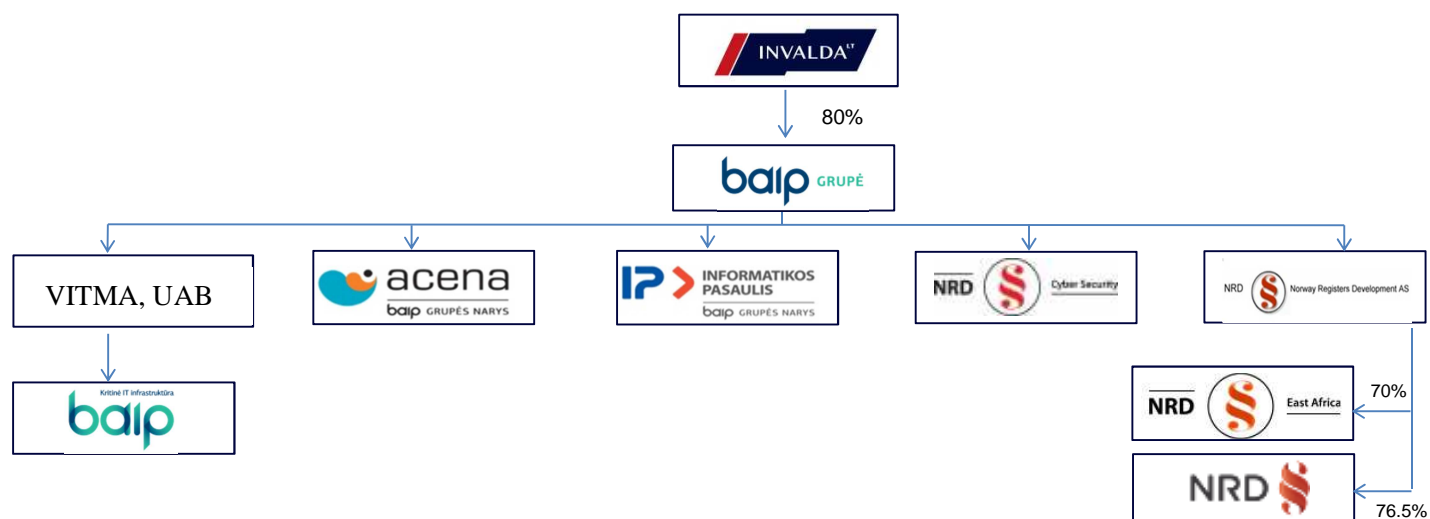 INVALDA LT
80%
baip GRUPĖ
VITMA, UAB
acena
baip GRUPĖS NARYS
IP INFORMATIKOS
PASAULIS
baip GRUPĖS NARYS
NRD § Cyber Security
NRD § Norway Registers Development AS
Kritinė IT infrastruktūra
baip
NRD § East Africa
70%
NRD §
76.5%